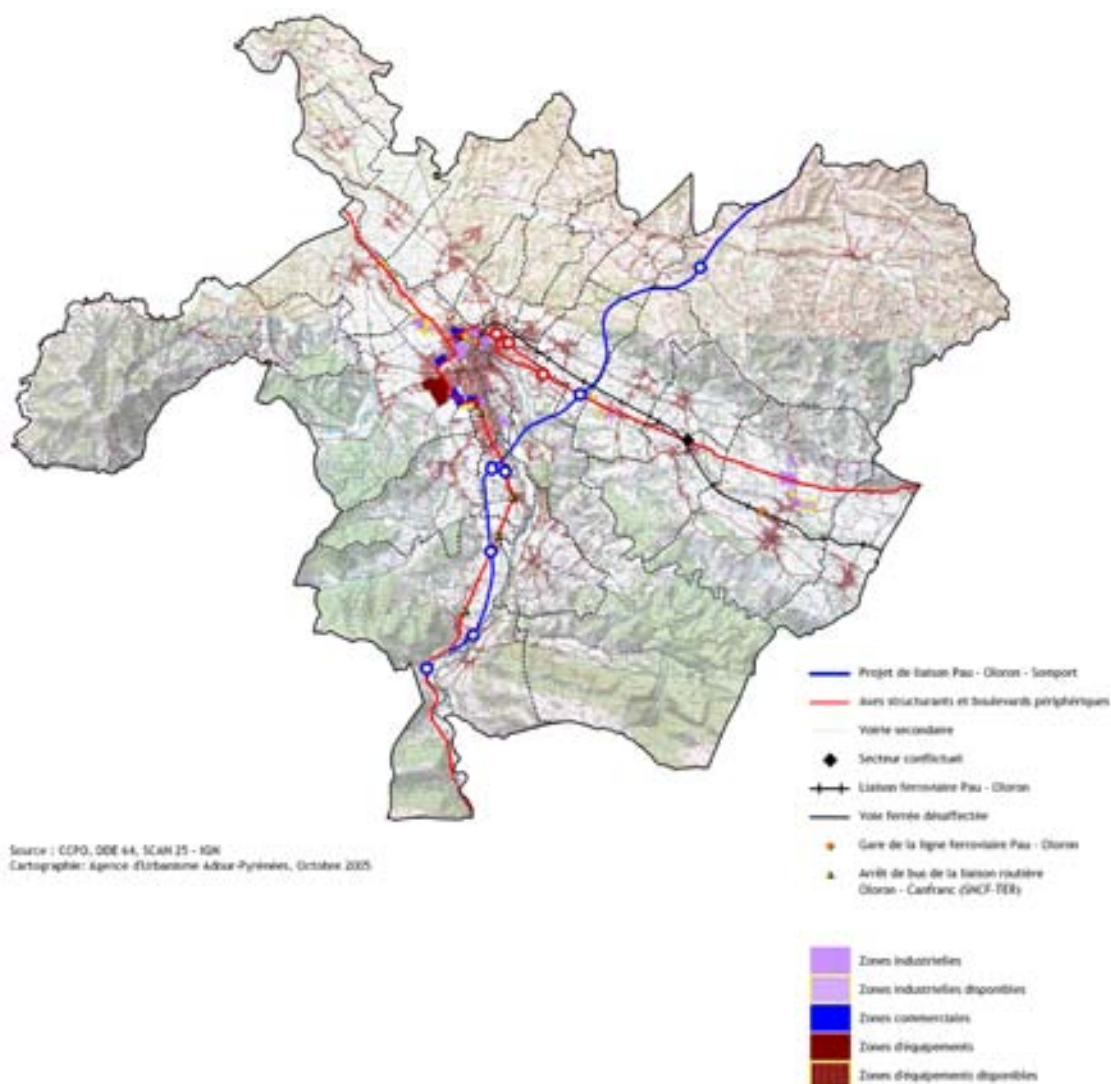 Projet de liaison Pau - Oloron - Somport
Axes structurants et boulevards périphériques
Voirie secondaire
Secteur conflictuel
Liaison ferroviaire Pau - Oloron
Voie ferrée désaffectée
Gare de la ligne ferroviaire Pau - Oloron
Arrêt de bus de la liaison routière
Oloron - Canfranc (SNCF-TER)
Source : CCPO, DDE 64, SCAN 25 - IGN
Cartographie: Agence d'Urbanisme Adour-Pyrénées, Octobre 2005
Zones industrielles
Zones industrielles disponibles
Zones commerciales
Zones d'équipements
Zones d'équipements disponibles